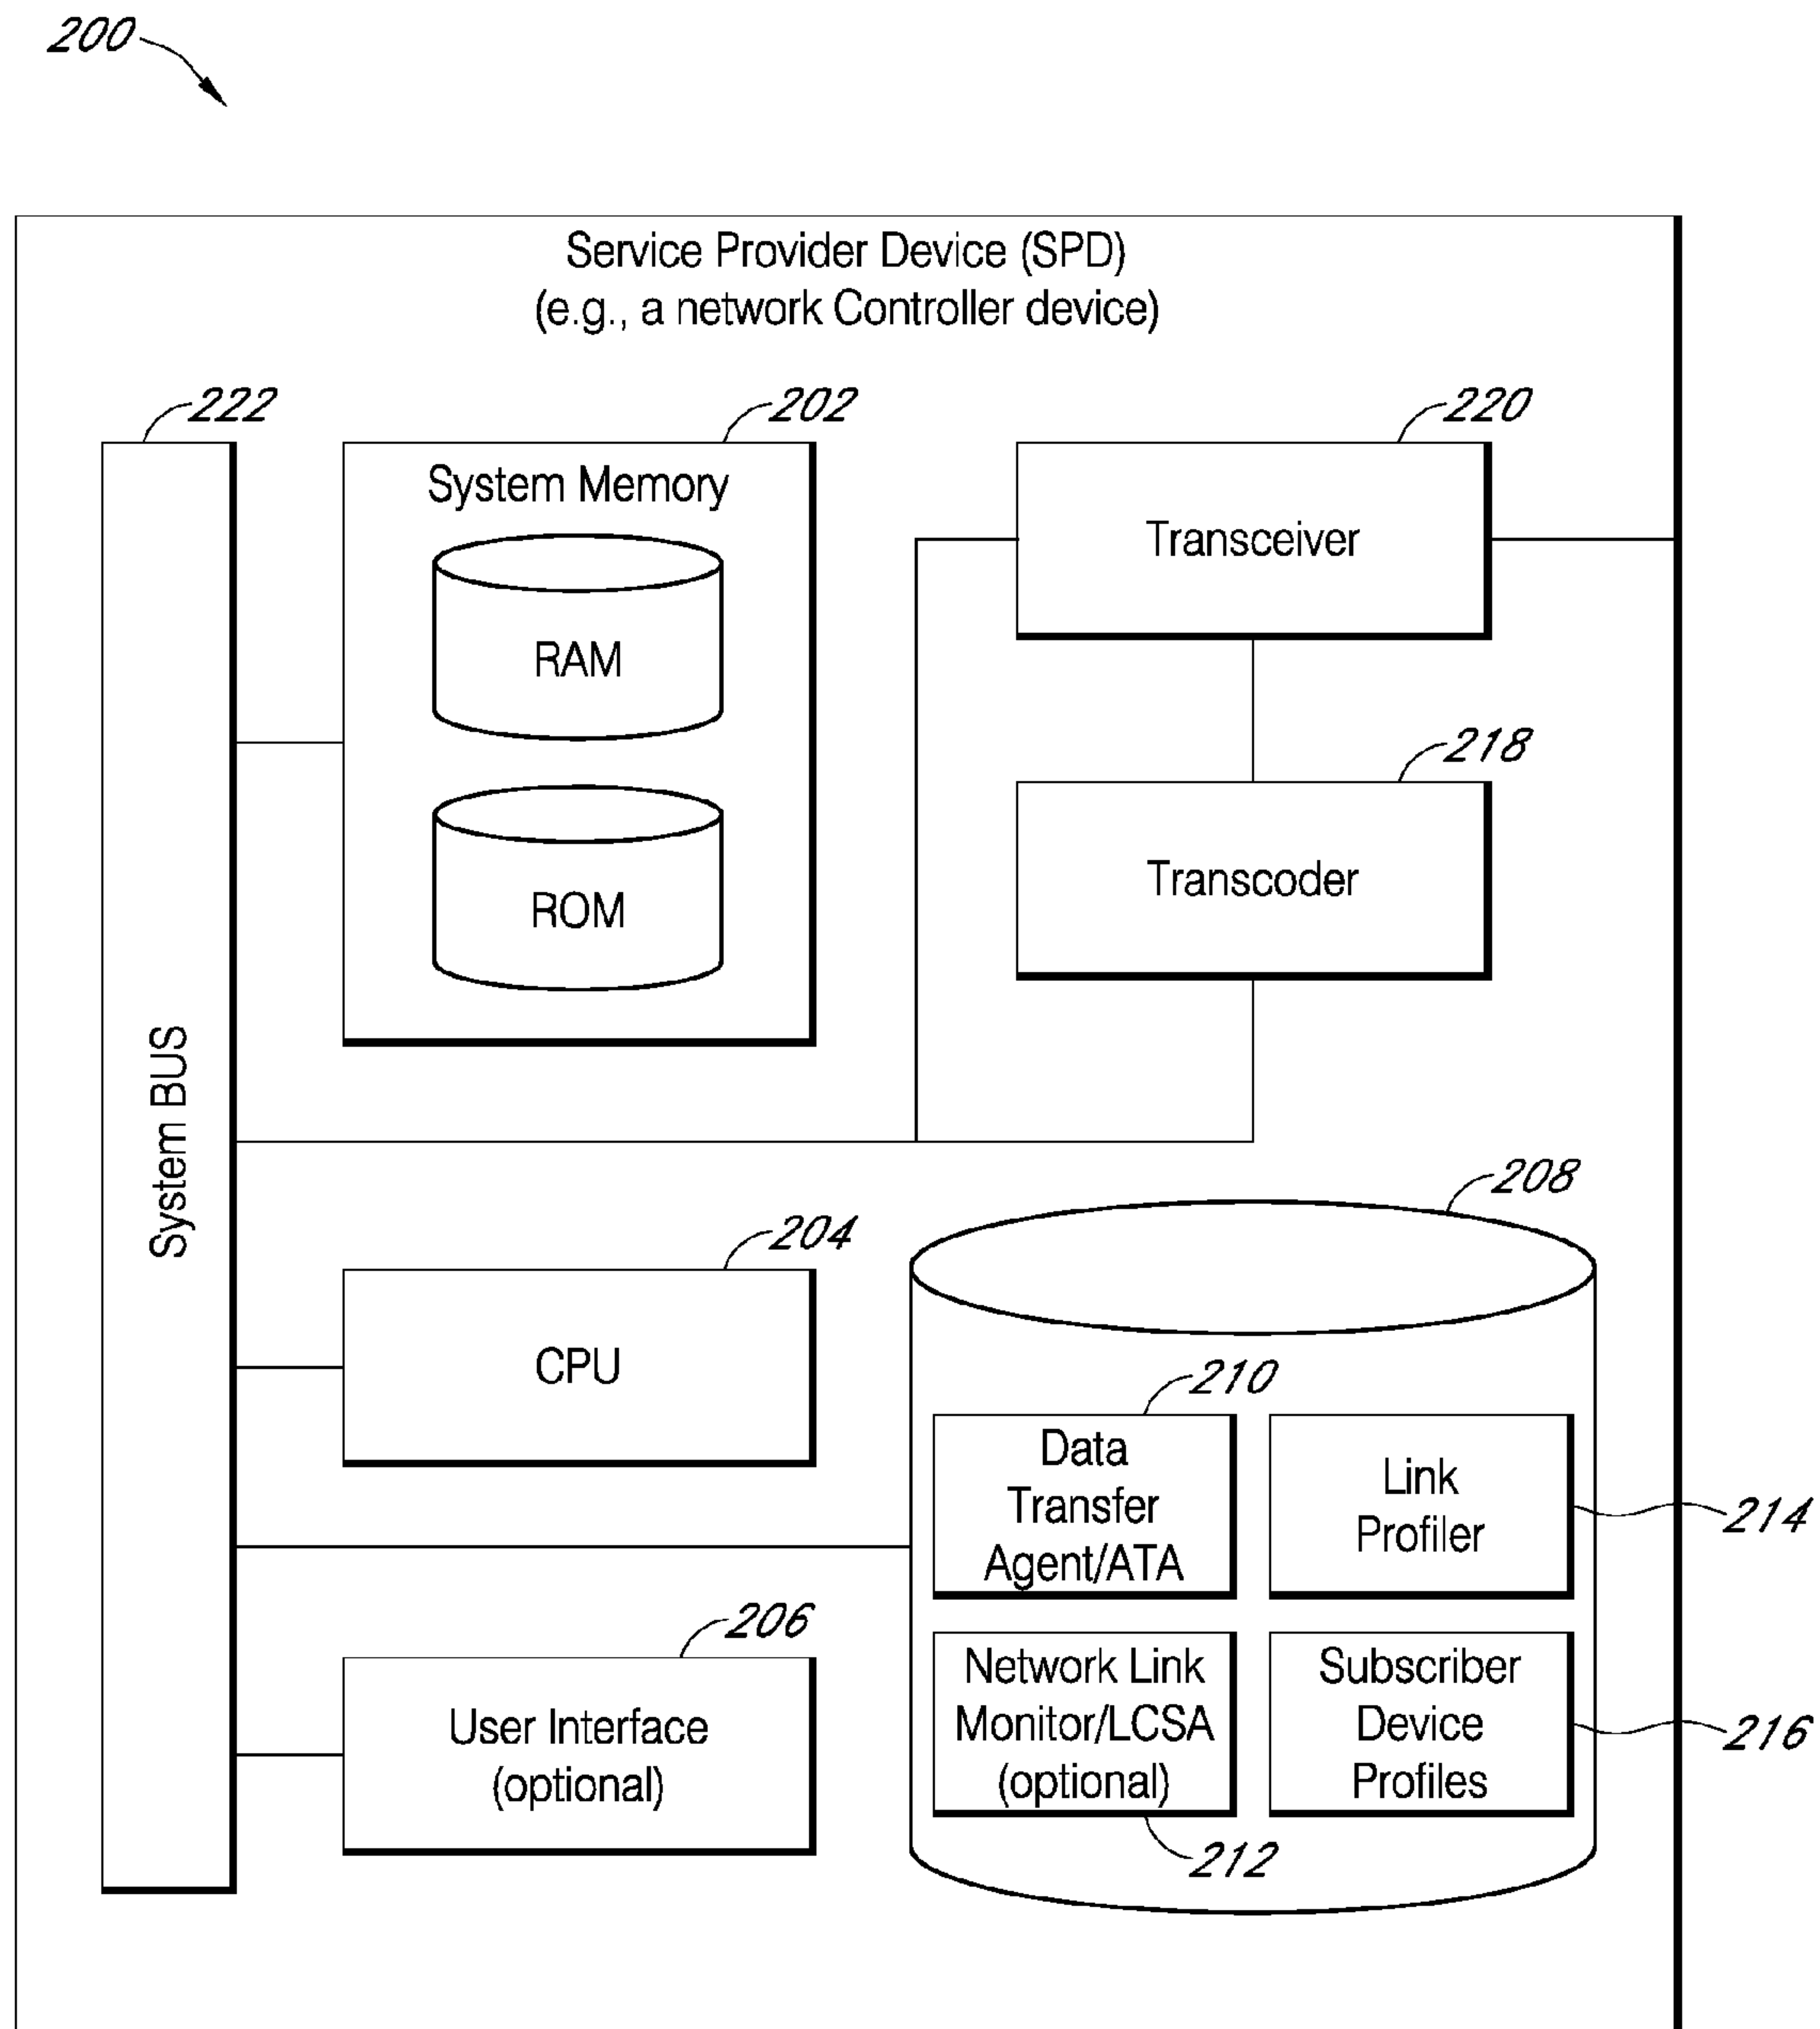 200
Service Provider Device (SPD)
(e.g., a network Controller device)
222
202
220
System Memory
RAM
ROM
Transceiver
218
Transcoder
System BUS
204
CPU
208
210
Data
Transfer
Agent/ATA
Link
Profiler
214
206
User Interface
(optional)
Network Link
Monitor/LCSA
(optional)
212
Subscriber
Device
Profiles
216